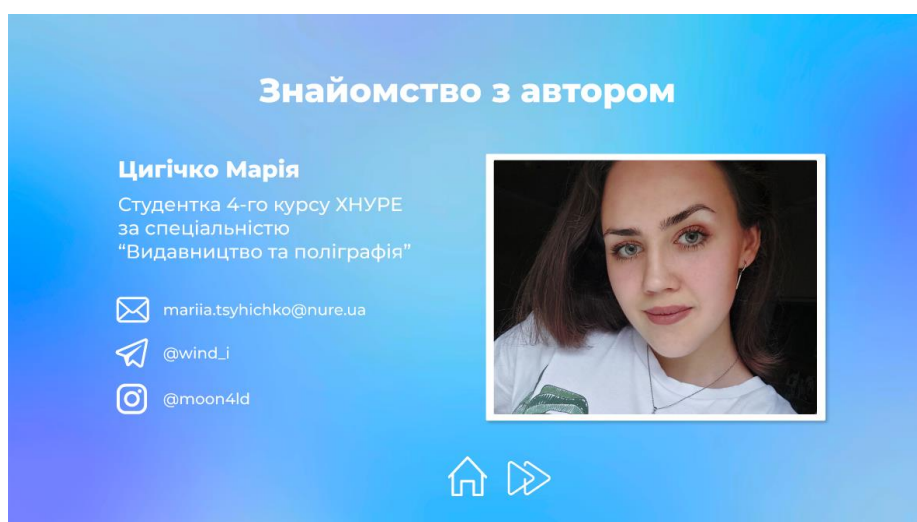 Знайомство з автором
Цигічко Марія
Студентка 4-го курсу ХНУРЕ
за спеціальністю
“Видавництво та поліграфія”
mariia.tsyhichko@nure.ua
@wind_i
@moon4ld